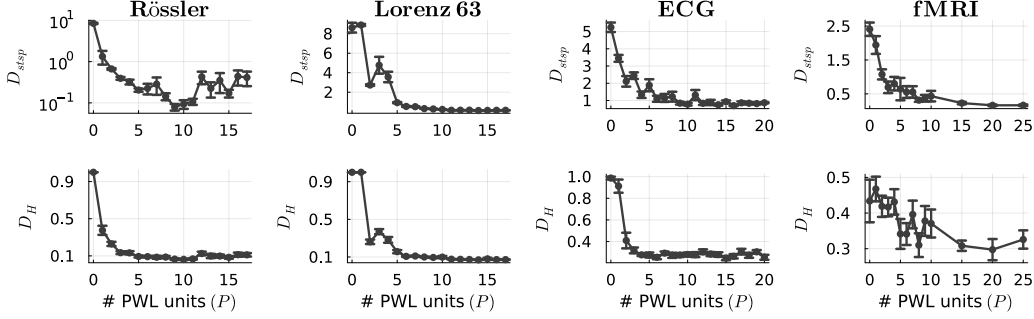 Rössler Lorenz 63 ECG fMRI
D_stsp D_stsp D_stsp D_stsp
10^1 8 5 2.5
10^0 6 4 1.5
10^-1 4 3 0.5
2 2
1
0 5 10 15 0 5 10 15 0 5 10 15 20 0 5 10 15 20 25
D_H D_H D_H D_H
0.9 0.9 1.0 0.5
0.5 0.5 0.8 0.4
0.1 0.1 0.6 0.3
0.4
0 5 10 15 0 5 10 15 0 5 10 15 20 0 5 10 15 20 25
# PWL units (P) # PWL units (P) # PWL units (P) # PWL units (P)